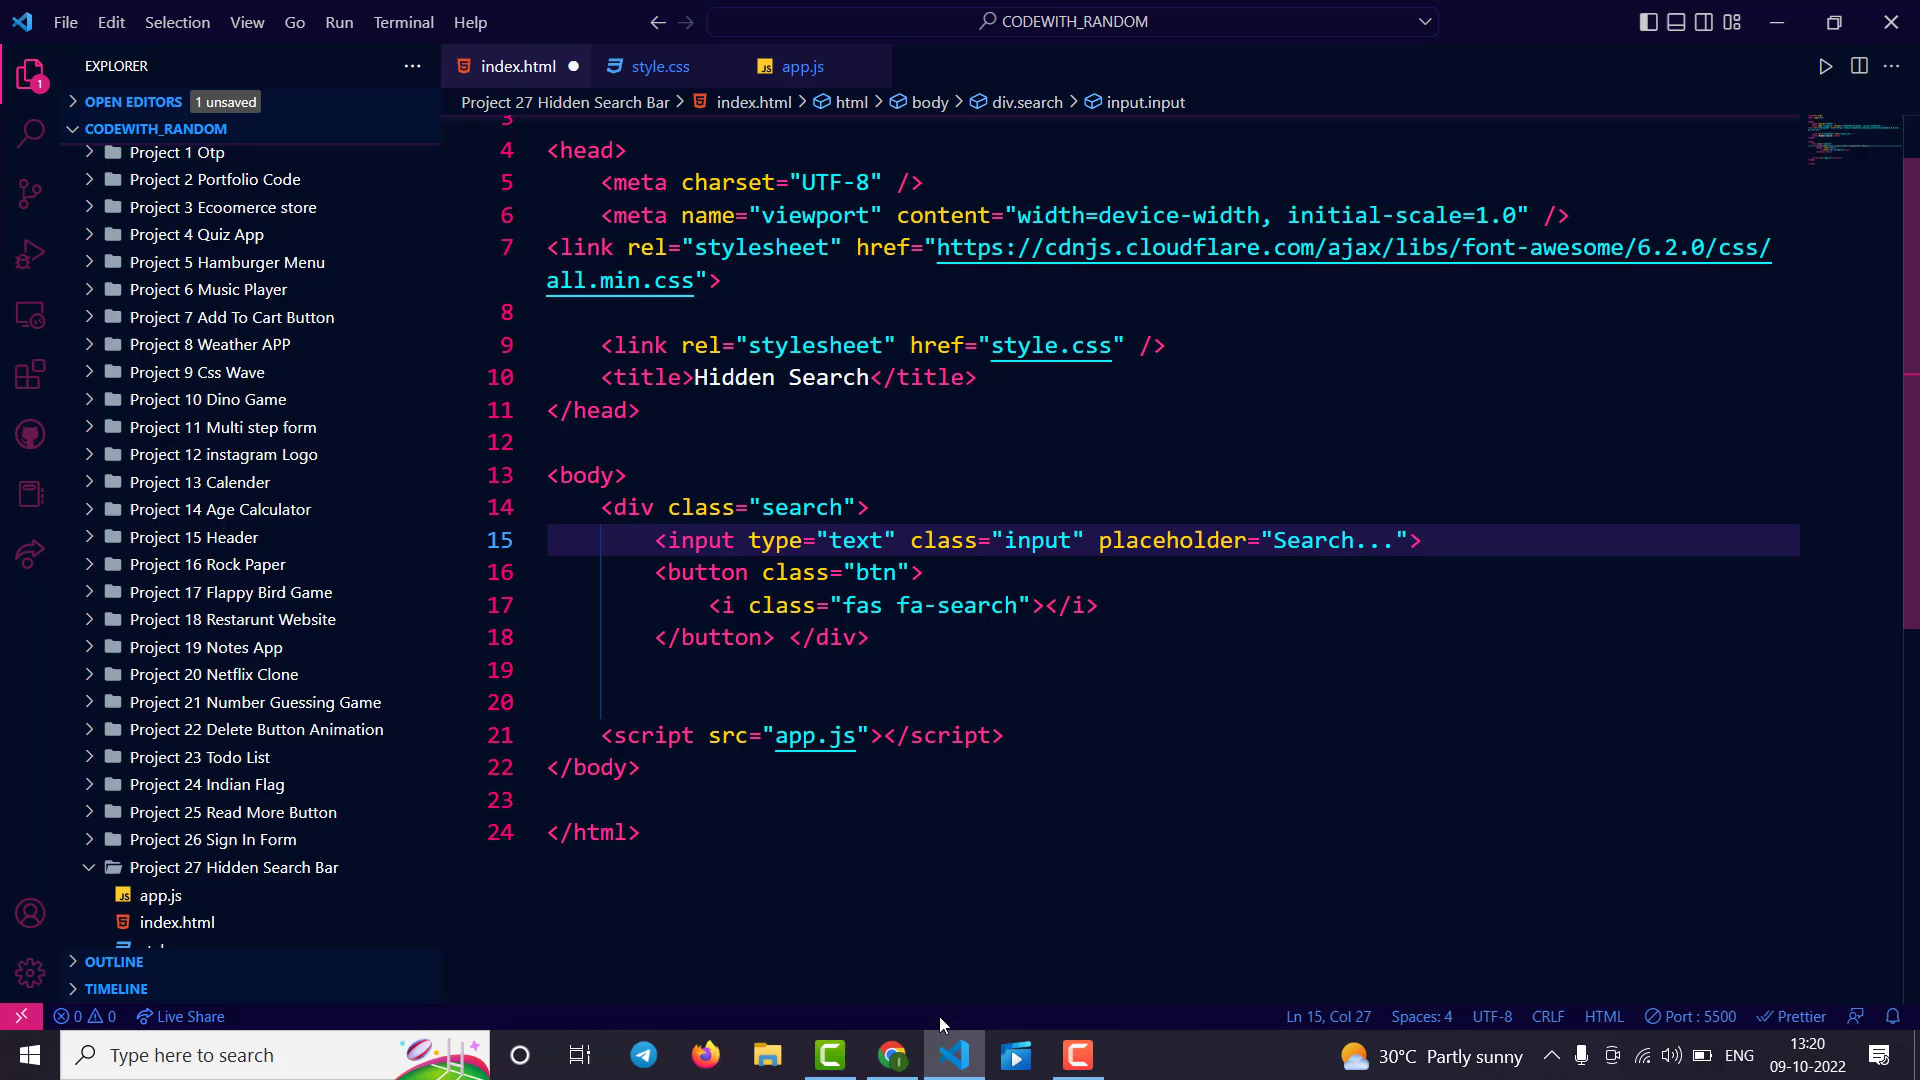 File Edit Selection View Go Run Terminal Help
CODEWITH_RANDOM
EXPLORER
1
OPEN EDITORS 1 unsaved
CODEWITH_RANDOM
Project 1 Otp
Project 2 Portfolio Code
Project 3 Ecoomerce store
Project 4 Quiz App
Project 5 Hamburger Menu
Project 6 Music Player
Project 7 Add To Cart Button
Project 8 Weather APP
Project 9 Css Wave
Project 10 Dino Game
Project 11 Multi step form
Project 12 instagram Logo
Project 13 Calender
Project 14 Age Calculator
Project 15 Header
Project 16 Rock Paper
Project 17 Flappy Bird Game
Project 18 Restarunt Website
Project 19 Notes App
Project 20 Netflix Clone
Project 21 Number Guessing Game
Project 22 Delete Button Animation
Project 23 Todo List
Project 24 Indian Flag
Project 25 Read More Button
Project 26 Sign In Form
Project 27 Hidden Search Bar
JS app.js
index.html
OUTLINE
TIMELINE
index.html style.css JS app.js
Project 27 Hidden Search Bar > index.html > html > body > div.search > input.input
3
4 <head>
5 <meta charset="UTF-8" />
6 <meta name="viewport" content="width=device-width, initial-scale=1.0" />
7 <link rel="stylesheet" href="https://cdnjs.cloudflare.com/ajax/libs/font-awesome/6.2.0/css/
all.min.css">
8
9 <link rel="stylesheet" href="style.css" />
10 <title>Hidden Search</title>
11 </head>
12
13 <body>
14 <div class="search">
15 <input type="text" class="input" placeholder="Search...">
16 <button class="btn">
17 <i class="fas fa-search"></i>
18 </button> </div>
19
20
21 <script src="app.js"></script>
22 </body>
23
24 </html>
0 0 Live Share
Ln 15, Col 27 Spaces: 4 UTF-8 CRLF HTML Port : 5500 Prettier
Type here to search
30°C Partly sunny ENG
13:20
09-10-2022